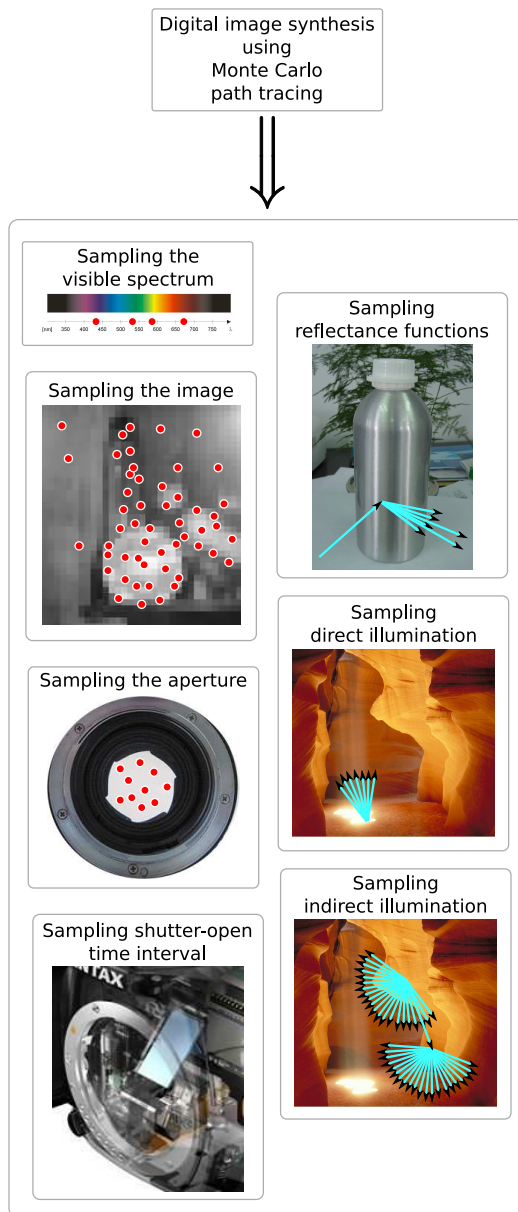 Digital image synthesis
using
Monte Carlo
path tracing
Sampling the
visible spectrum
[nm] 350 400 450 500 550 600 650 700 750 λ
Sampling the image
Sampling the aperture
Sampling shutter-open
time interval
NTAX
Sampling
reflectance functions
Sampling
direct illumination
Sampling
indirect illumination